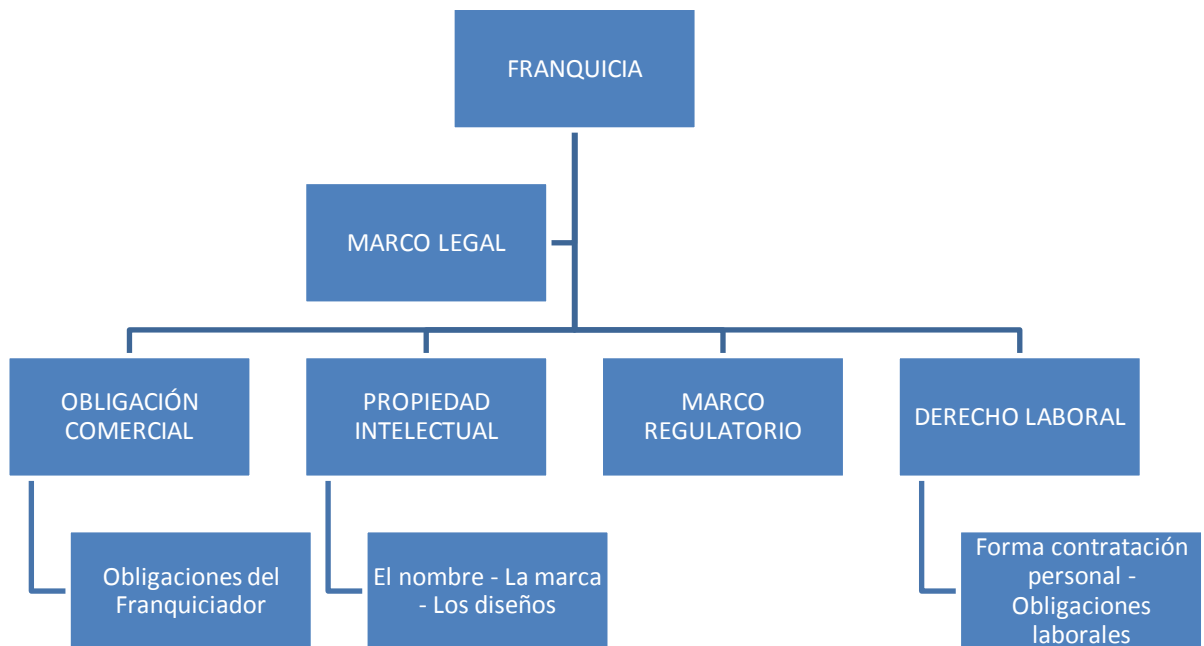 FRANQUICIA
MARCO LEGAL
OBLIGACIÓN
COMERCIAL
PROPIEDAD
INTELECTUAL
MARCO
REGULATORIO
DERECHO LABORAL
Obligaciones del
Franquiciador
El nombre - La marca
- Los diseños
Forma contratación
personal -
Obligaciones
laborales